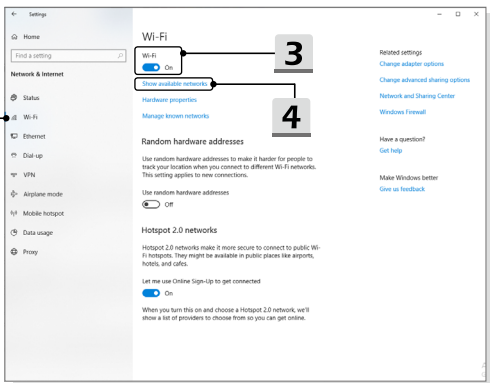 Settings
Home
Find a setting
Network & Internet
Status
Wi-Fi
Ethernet
Dial-up
VPN
Airplane mode
Mobile hotspot
Data usage
Proxy
Wi-Fi
Wi-Fi
On
3
Show available networks
4
Hardware properties
Manage known networks
Random hardware addresses
Use random hardware addresses to make it harder for people to
track your location when you connect to different Wi-Fi networks.
This setting applies to new connections.
Use random hardware addresses
Off
Hotspot 2.0 networks
Hotspot 2.0 networks make it more secure to connect to public Wi-
Fi hotspots. They might be available in public places like airports,
hotels, and cafes.
Let me use Online Sign-Up to get connected
On
When you turn this on and choose a Hotspot 2.0 network, we'll
show a list of providers to choose from so you can get online.
Related settings
Change adapter options
Change advanced sharing options
Network and Sharing Center
Windows Firewall
Have a question?
Get help
Make Windows better
Give us feedback